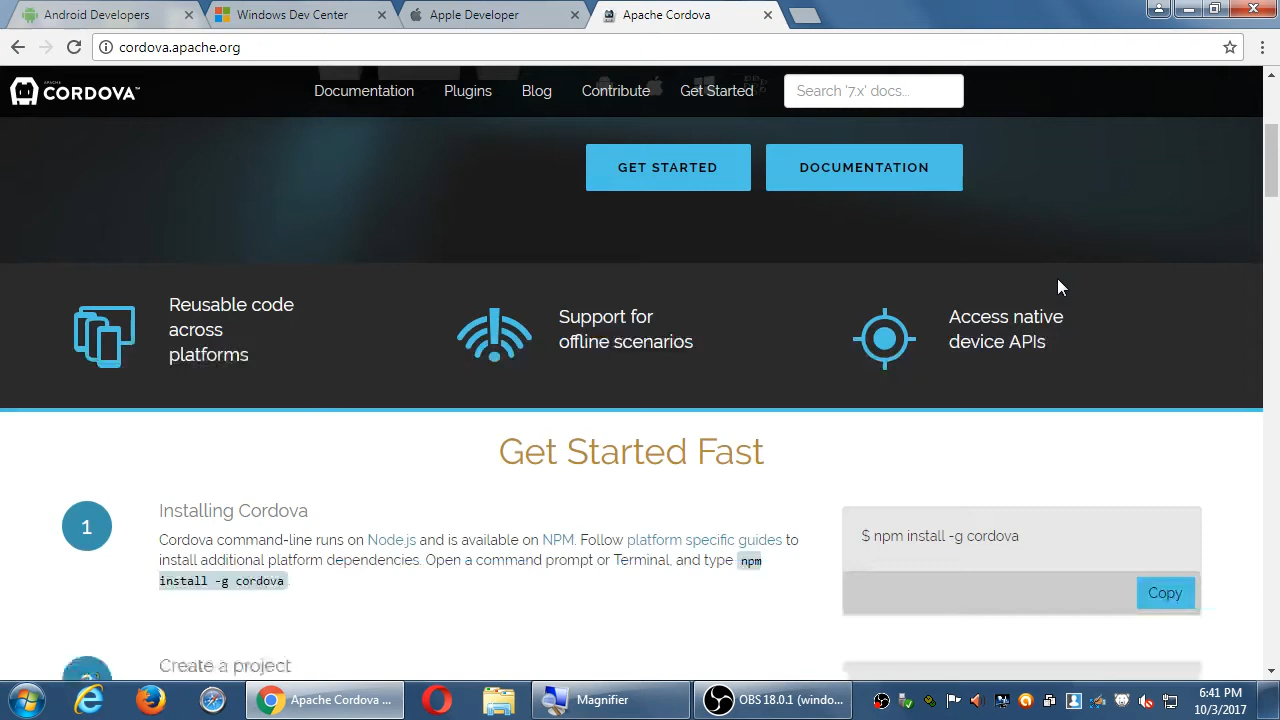 Android Developers
Windows Dev Center
Apple Developer
Apache Cordova
cordova.apache.org
APACHE
CORDOVA™
Documentation
Plugins
Blog
Contribute
Get Started
Search '7.x' docs...
GET STARTED
DOCUMENTATION
Reusable code
across
platforms
Support for
offline scenarios
Access native
device APIs
Get Started Fast
1
Installing Cordova
Cordova command-line runs on Node.js and is available on NPM. Follow platform specific guides to
install additional platform dependencies. Open a command prompt or Terminal, and type npm
install -g cordova
$ npm install -g cordova
Copy
Create a project
Apache Cordova ...
Magnifier
OBS 18.0.1 (windo...
6:41 PM
10/3/2017